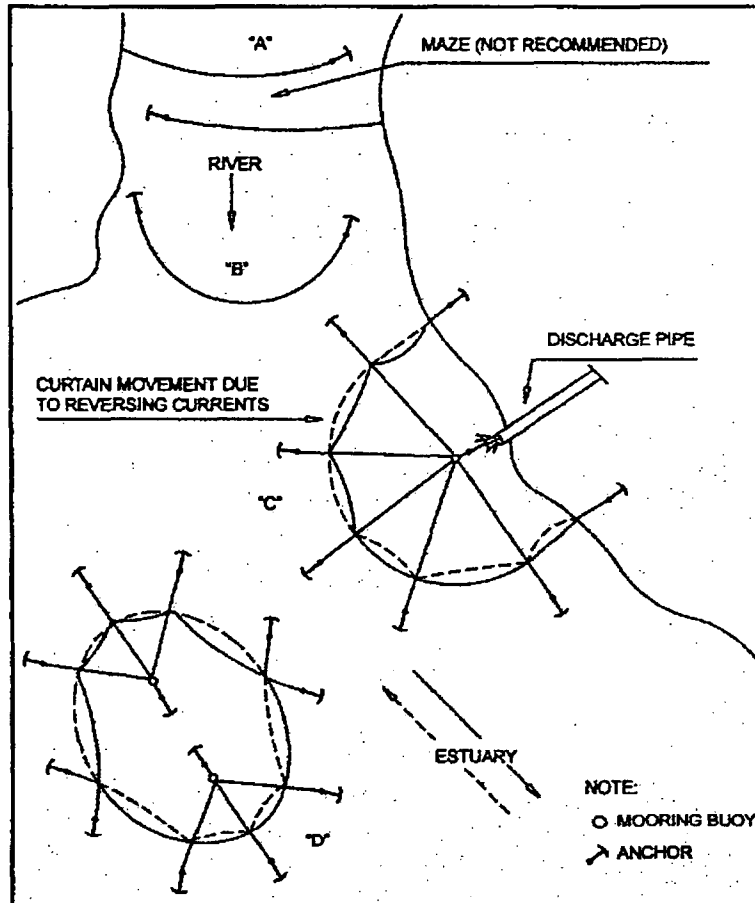 "A"
MAZE (NOT RECOMMENDED)
RIVER
"B"
DISCHARGE PIPE
CURTAIN MOVEMENT DUE
TO REVERSING CURRENTS
"C"
ESTUARY
NOTE:
MOORING BUOY
ANCHOR
"D"